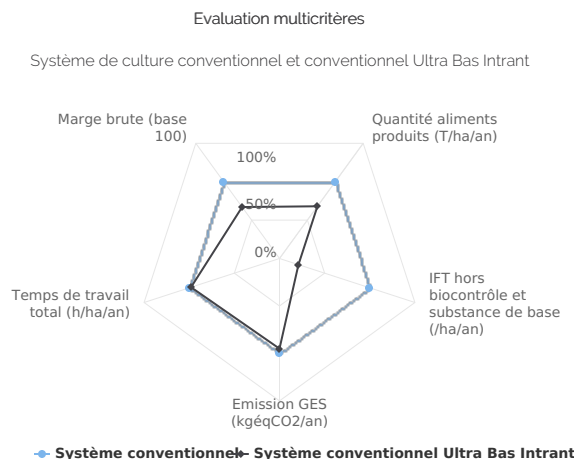 Evaluation multicritères
Système de culture conventionnel et conventionnel Ultra Bas Intrant
Marge brute (base
100)
Quantité aliments
produits (T/ha/an)
100%
50%
0%
Temps de travail
total (h/ha/an)
IFT hors
biocontrôle et
substance de base
(/ha/an)
Emission GES
(kgéqCO2/an)
Système conventionnel Système conventionnel Ultra Bas Intrant